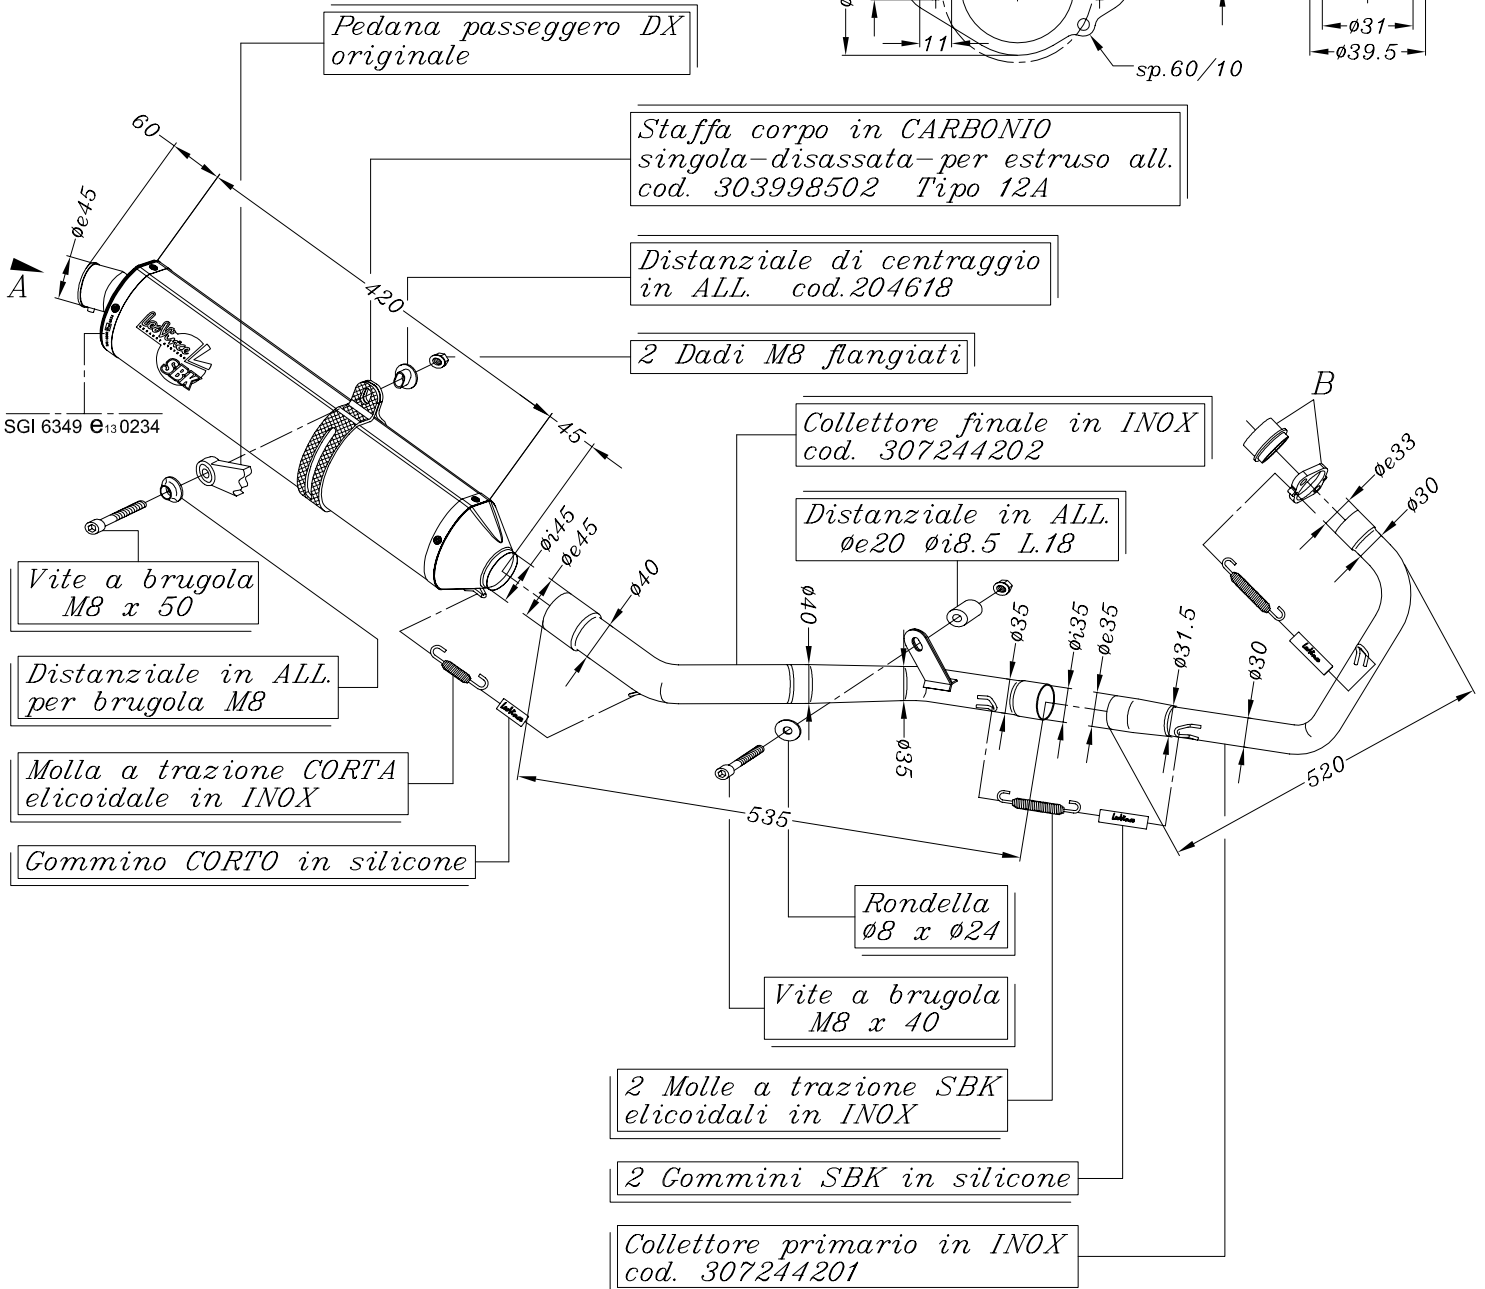 Pedana passeggero DX
originale
11
sp.60/10
ø31
ø39.5
Staffa corpo in CARBONIO
singola-disassata-per estruso all.
cod. 303998502 Tipo 12A
60
øe45
A
420
Distanziale di centraggio
in ALL. cod.204618
2 Dadi M8 flangiati
LeoVince
SBK
SGI 6349 e13 0234
45
Collettore finale in INOX
cod. 307244202
B
øe33
ø30
Distanziale in ALL.
øe20 øi8.5 L.18
øi45
øe45
ø40
Vite a brugola
M8 x 50
ø40
ø35
øi35
øe35
ø31.5
ø30
Distanziale in ALL.
per brugola M8
ø35
520
Molla a trazione CORTA
elicoidale in INOX
535
Gommino CORTO in silicone
Rondella
ø8 x ø24
Vite a brugola
M8 x 40
2 Molle a trazione SBK
elicoidali in INOX
2 Gommini SBK in silicone
Collettore primario in INOX
cod. 307244201